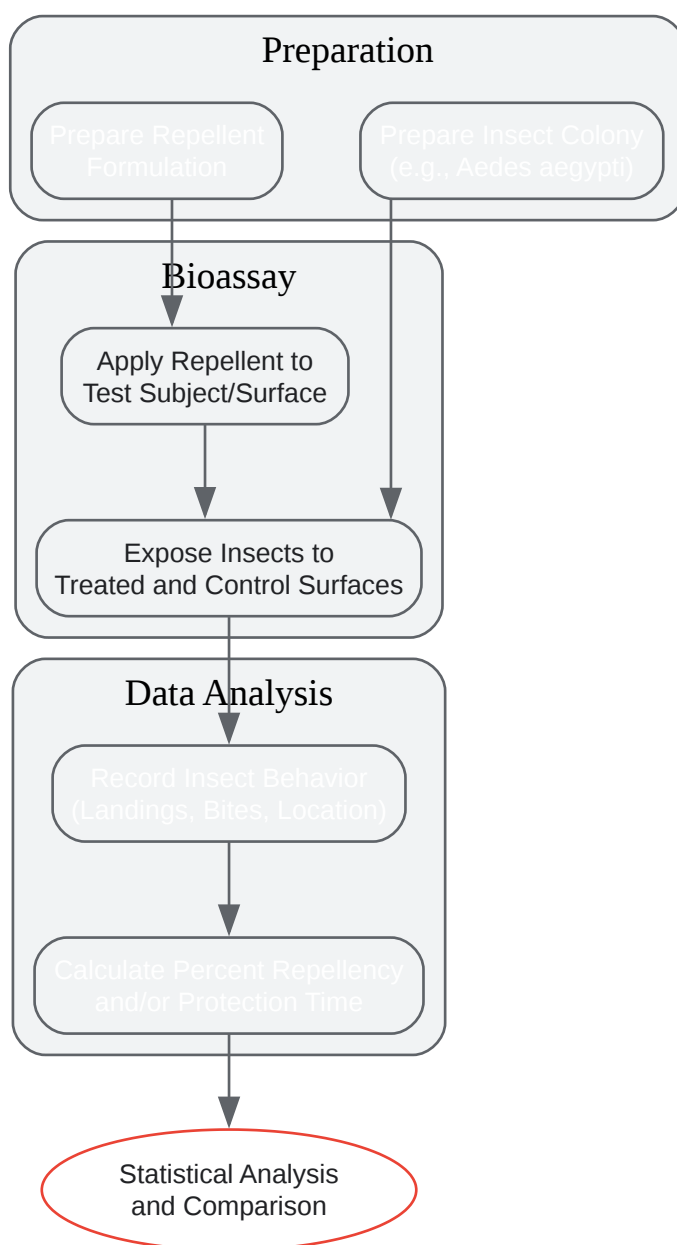 Preparation
Prepare Repellent
Formulation
Prepare Insect Colony
(e.g., Aedes aegypti)
Bioassay
Apply Repellent to
Test Subject/Surface
Expose Insects to
Treated and Control Surfaces
Data Analysis
Record Insect Behavior
(Landings, Bites, Location)
Calculate Percent Repellency
and/or Protection Time
Statistical Analysis
and Comparison